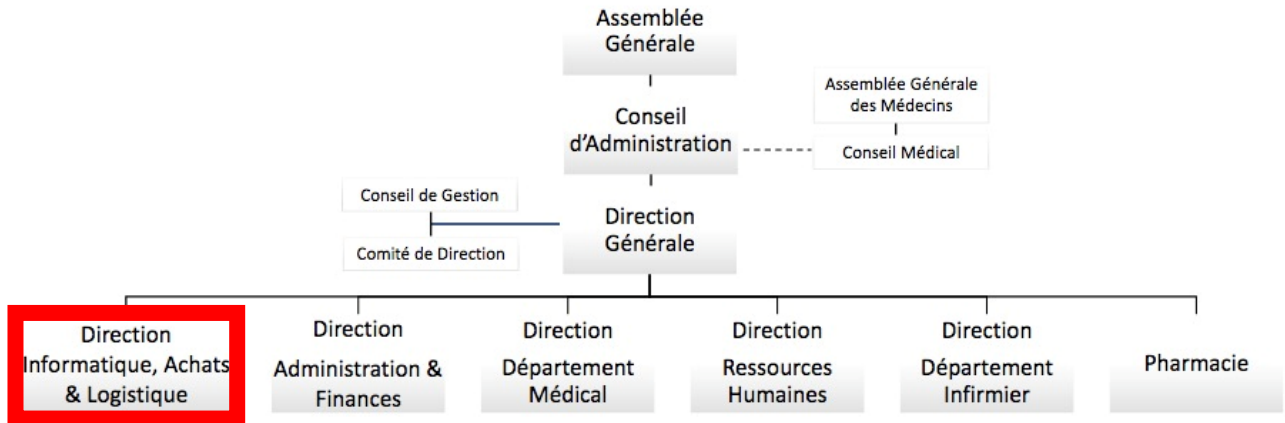 Assemblée
Générale
Assemblée Générale
des Médecins
Conseil
d'Administration
Conseil Médical
Conseil de Gestion
Direction
Générale
Comité de Direction
Direction
Informatique, Achats
& Logistique
Direction
Administration &
Finances
Direction
Département
Médical
Direction
Ressources
Humaines
Direction
Département
Infirmier
Pharmacie